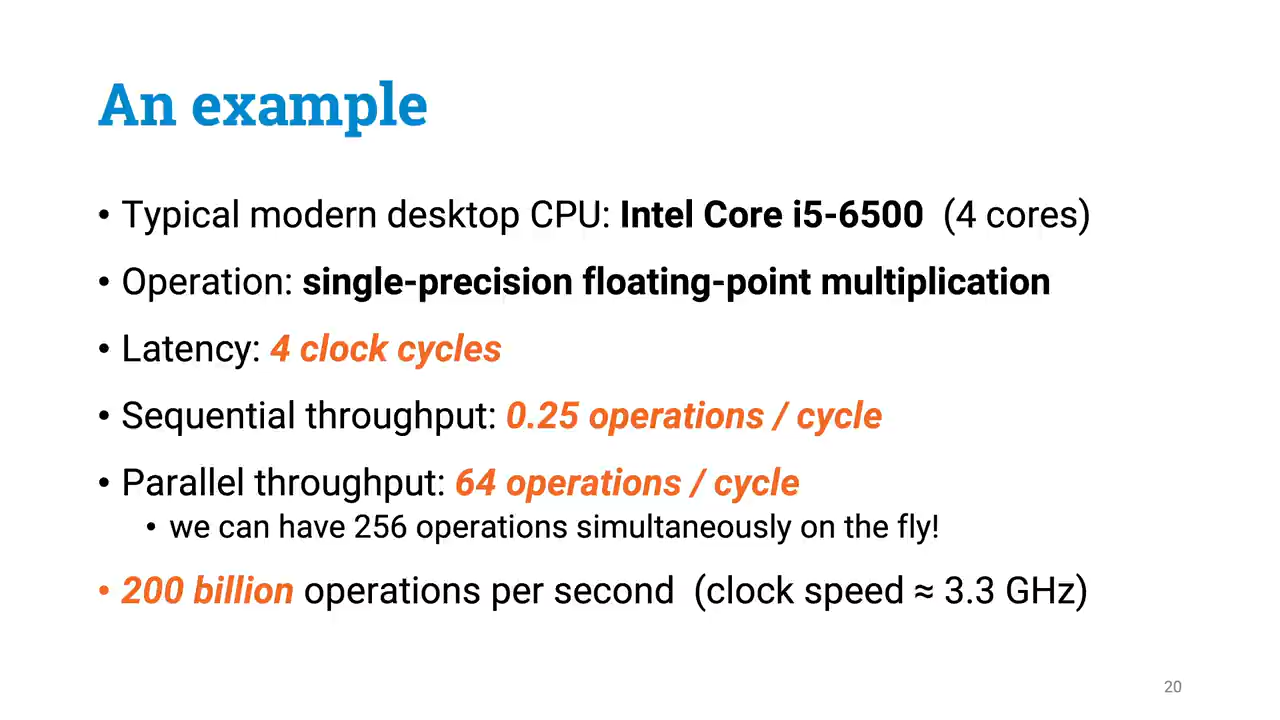 An example
• Typical modern desktop CPU: Intel Core i5-6500 (4 cores)
• Operation: single-precision floating-point multiplication
• Latency: 4 clock cycles
• Sequential throughput: 0.25 operations / cycle
• Parallel throughput: 64 operations / cycle
• we can have 256 operations simultaneously on the fly!
• 200 billion operations per second (clock speed ≈ 3.3 GHz)
20